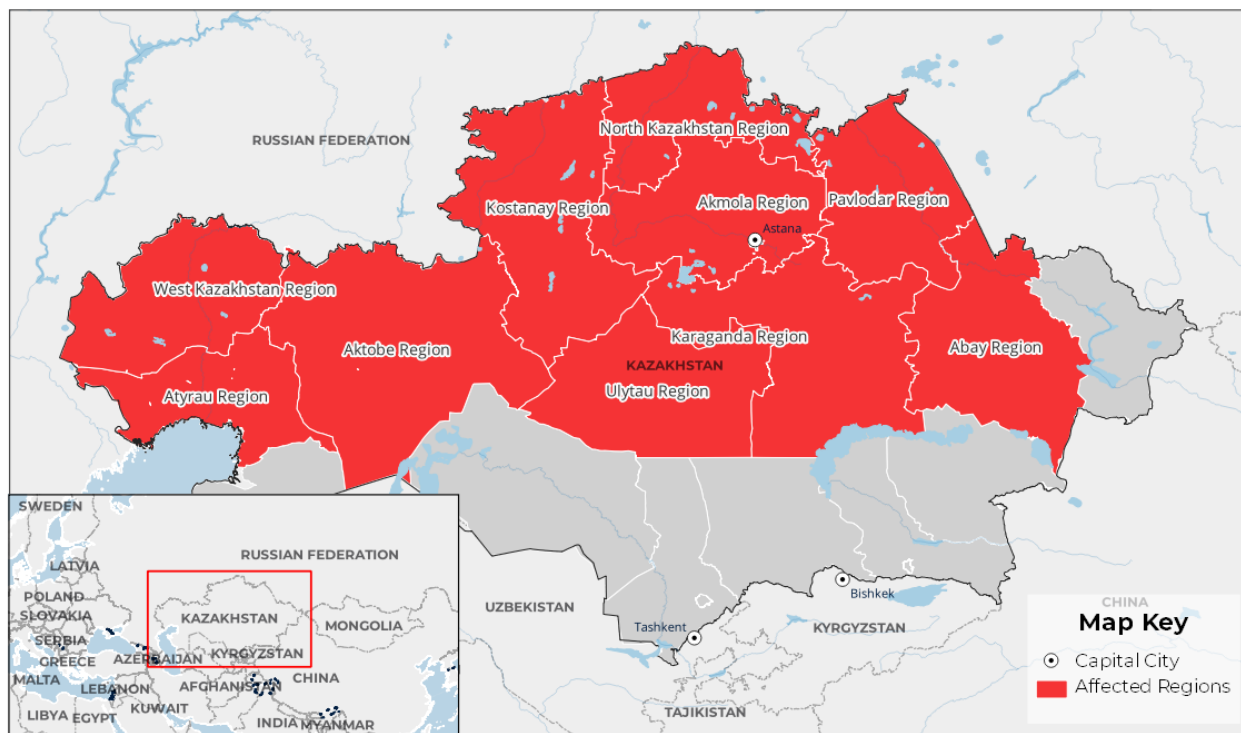 RUSSIAN FEDERATION
North Kazakhstan Region
Kostanay Region
Akmola Region
Pavlodar Region
Astana
West Kazakhstan Region
Aktobe Region
Karaganda Region
Abay Region
KAZAKHSTAN
Atyrau Region
Ulytau Region
UZBEKISTAN
Bishkek
Tashkent
KYRGYZSTAN
TAJIKISTAN
CHINA
Map Key
Capital City
Affected Regions
SWEDEN
RUSSIAN FEDERATION
LATVIA
POLAND
SLOVAKIA
KAZAKHSTAN
MONGOLIA
SERBIA
GREECE
AZERBAIJAN
KYRGYZSTAN
MALTA
LEBANON
AFGHANISTAN
CHINA
KUWAIT
LIBYA
EGYPT
INDIA
MYANMAR